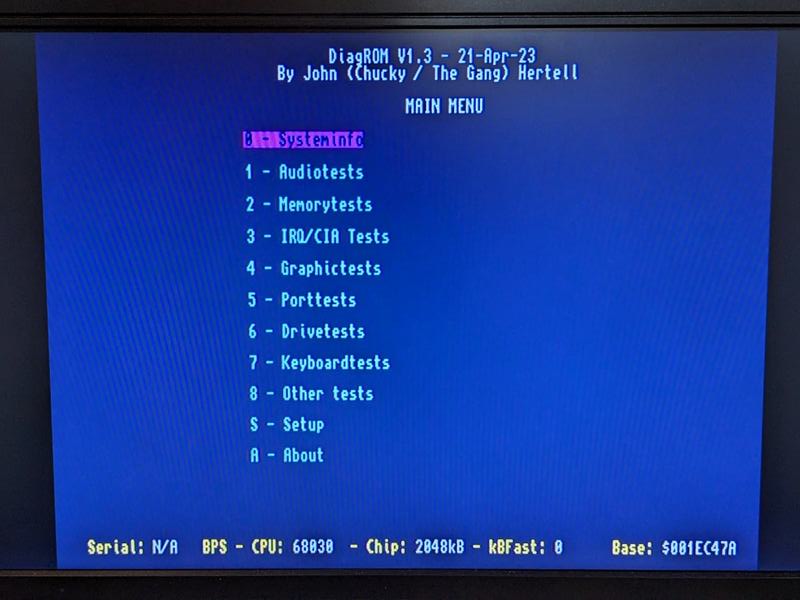 DiagROM V1.3 - 21-Apr-23
By John (Chucky / The Gang) Hertell
MAIN MENU
0 - Systeminfo
1 - Audiotests
2 - Memorytests
3 - IRQ/CIA Tests
4 - Graphictests
5 - Porttests
6 - Drivetests
7 - Keyboardtests
8 - Other tests
S - Setup
A - About
Serial: N/A BPS - CPU: 68030 - Chip: 2048kB - kBFast: 0 Base: $001EC47A